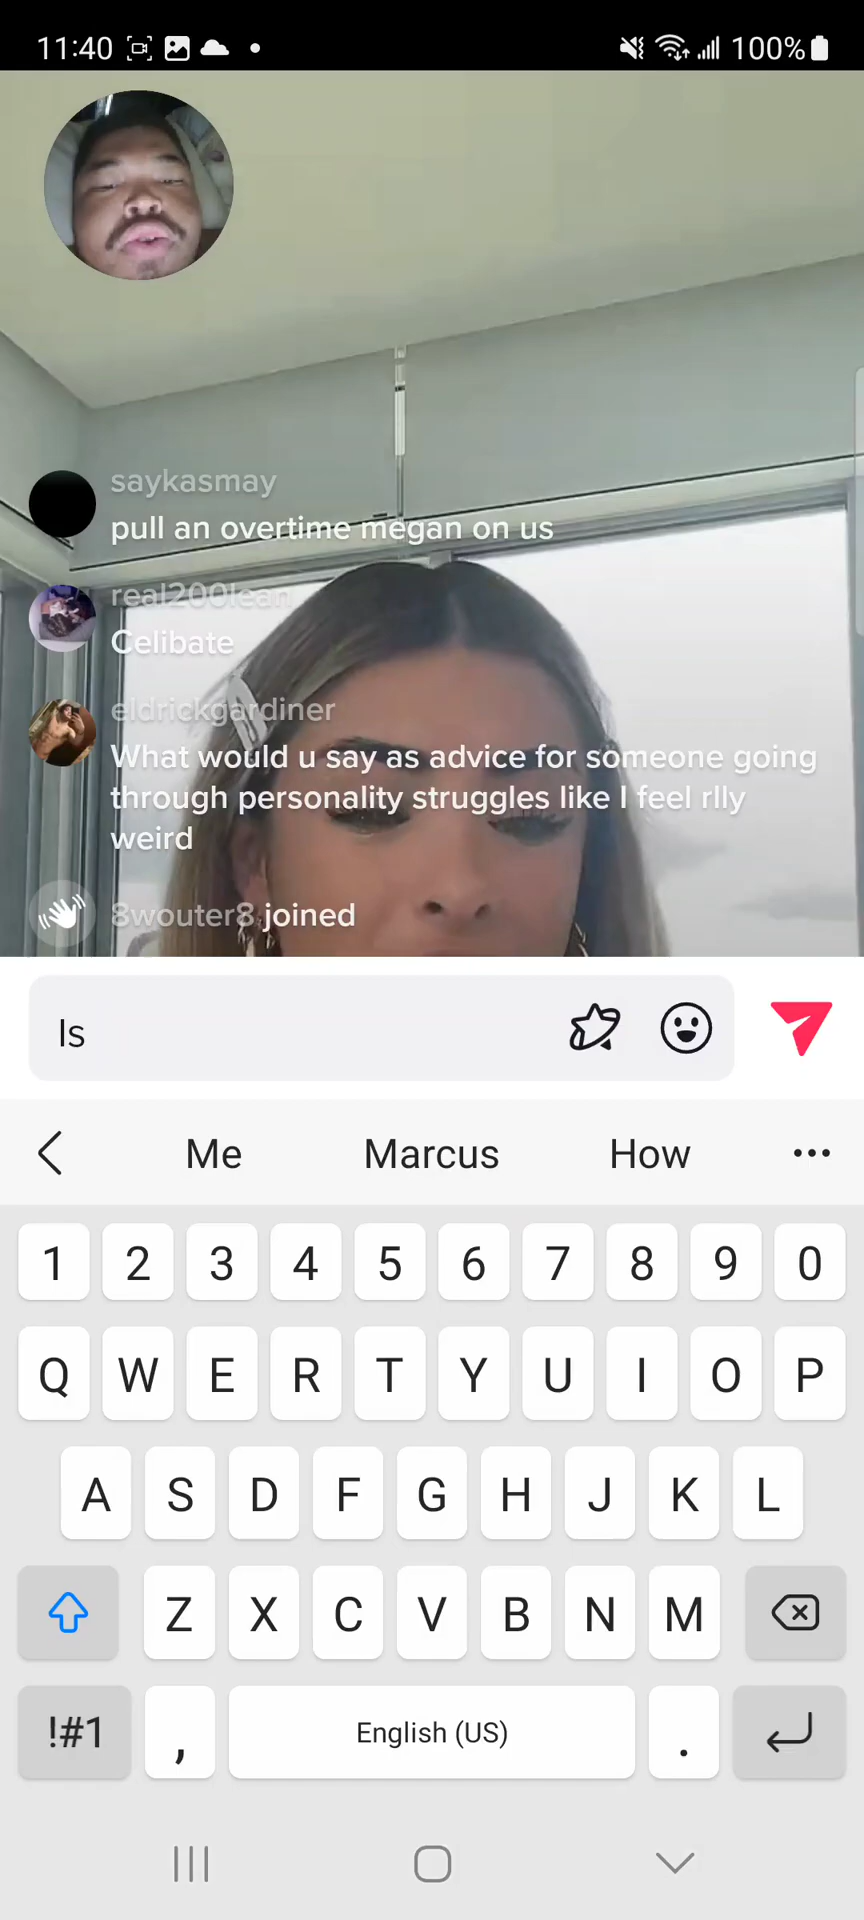 11:40
100%
saykasmay
pull an overtime megan on us
real200lean
Celibate
eldrickgardiner
What would u say as advice for someone going
through personality struggles like I feel rlly
weird
8wouter8 joined
Is
Me Marcus How
1 2 3 4 5 6 7 8 9 0
Q W E R T Y U I O P
A S D F G H J K L
Z X C V B N M
!#1 , English (US) .